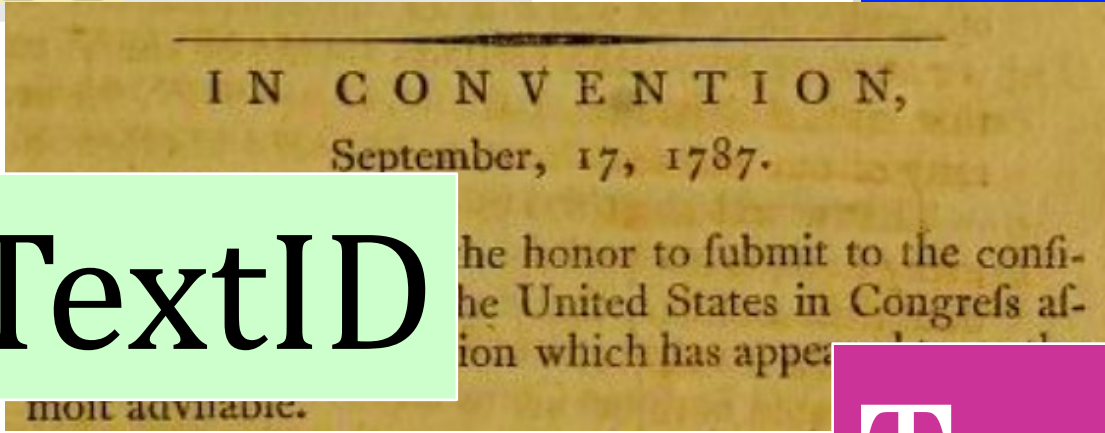 IN CONVENTION,
September, 17, 1787.
TextID
he honor to ſubmit to the conſi-
he United States in Congreſs aſ-
ion which has appea
moſt adviſable.
T